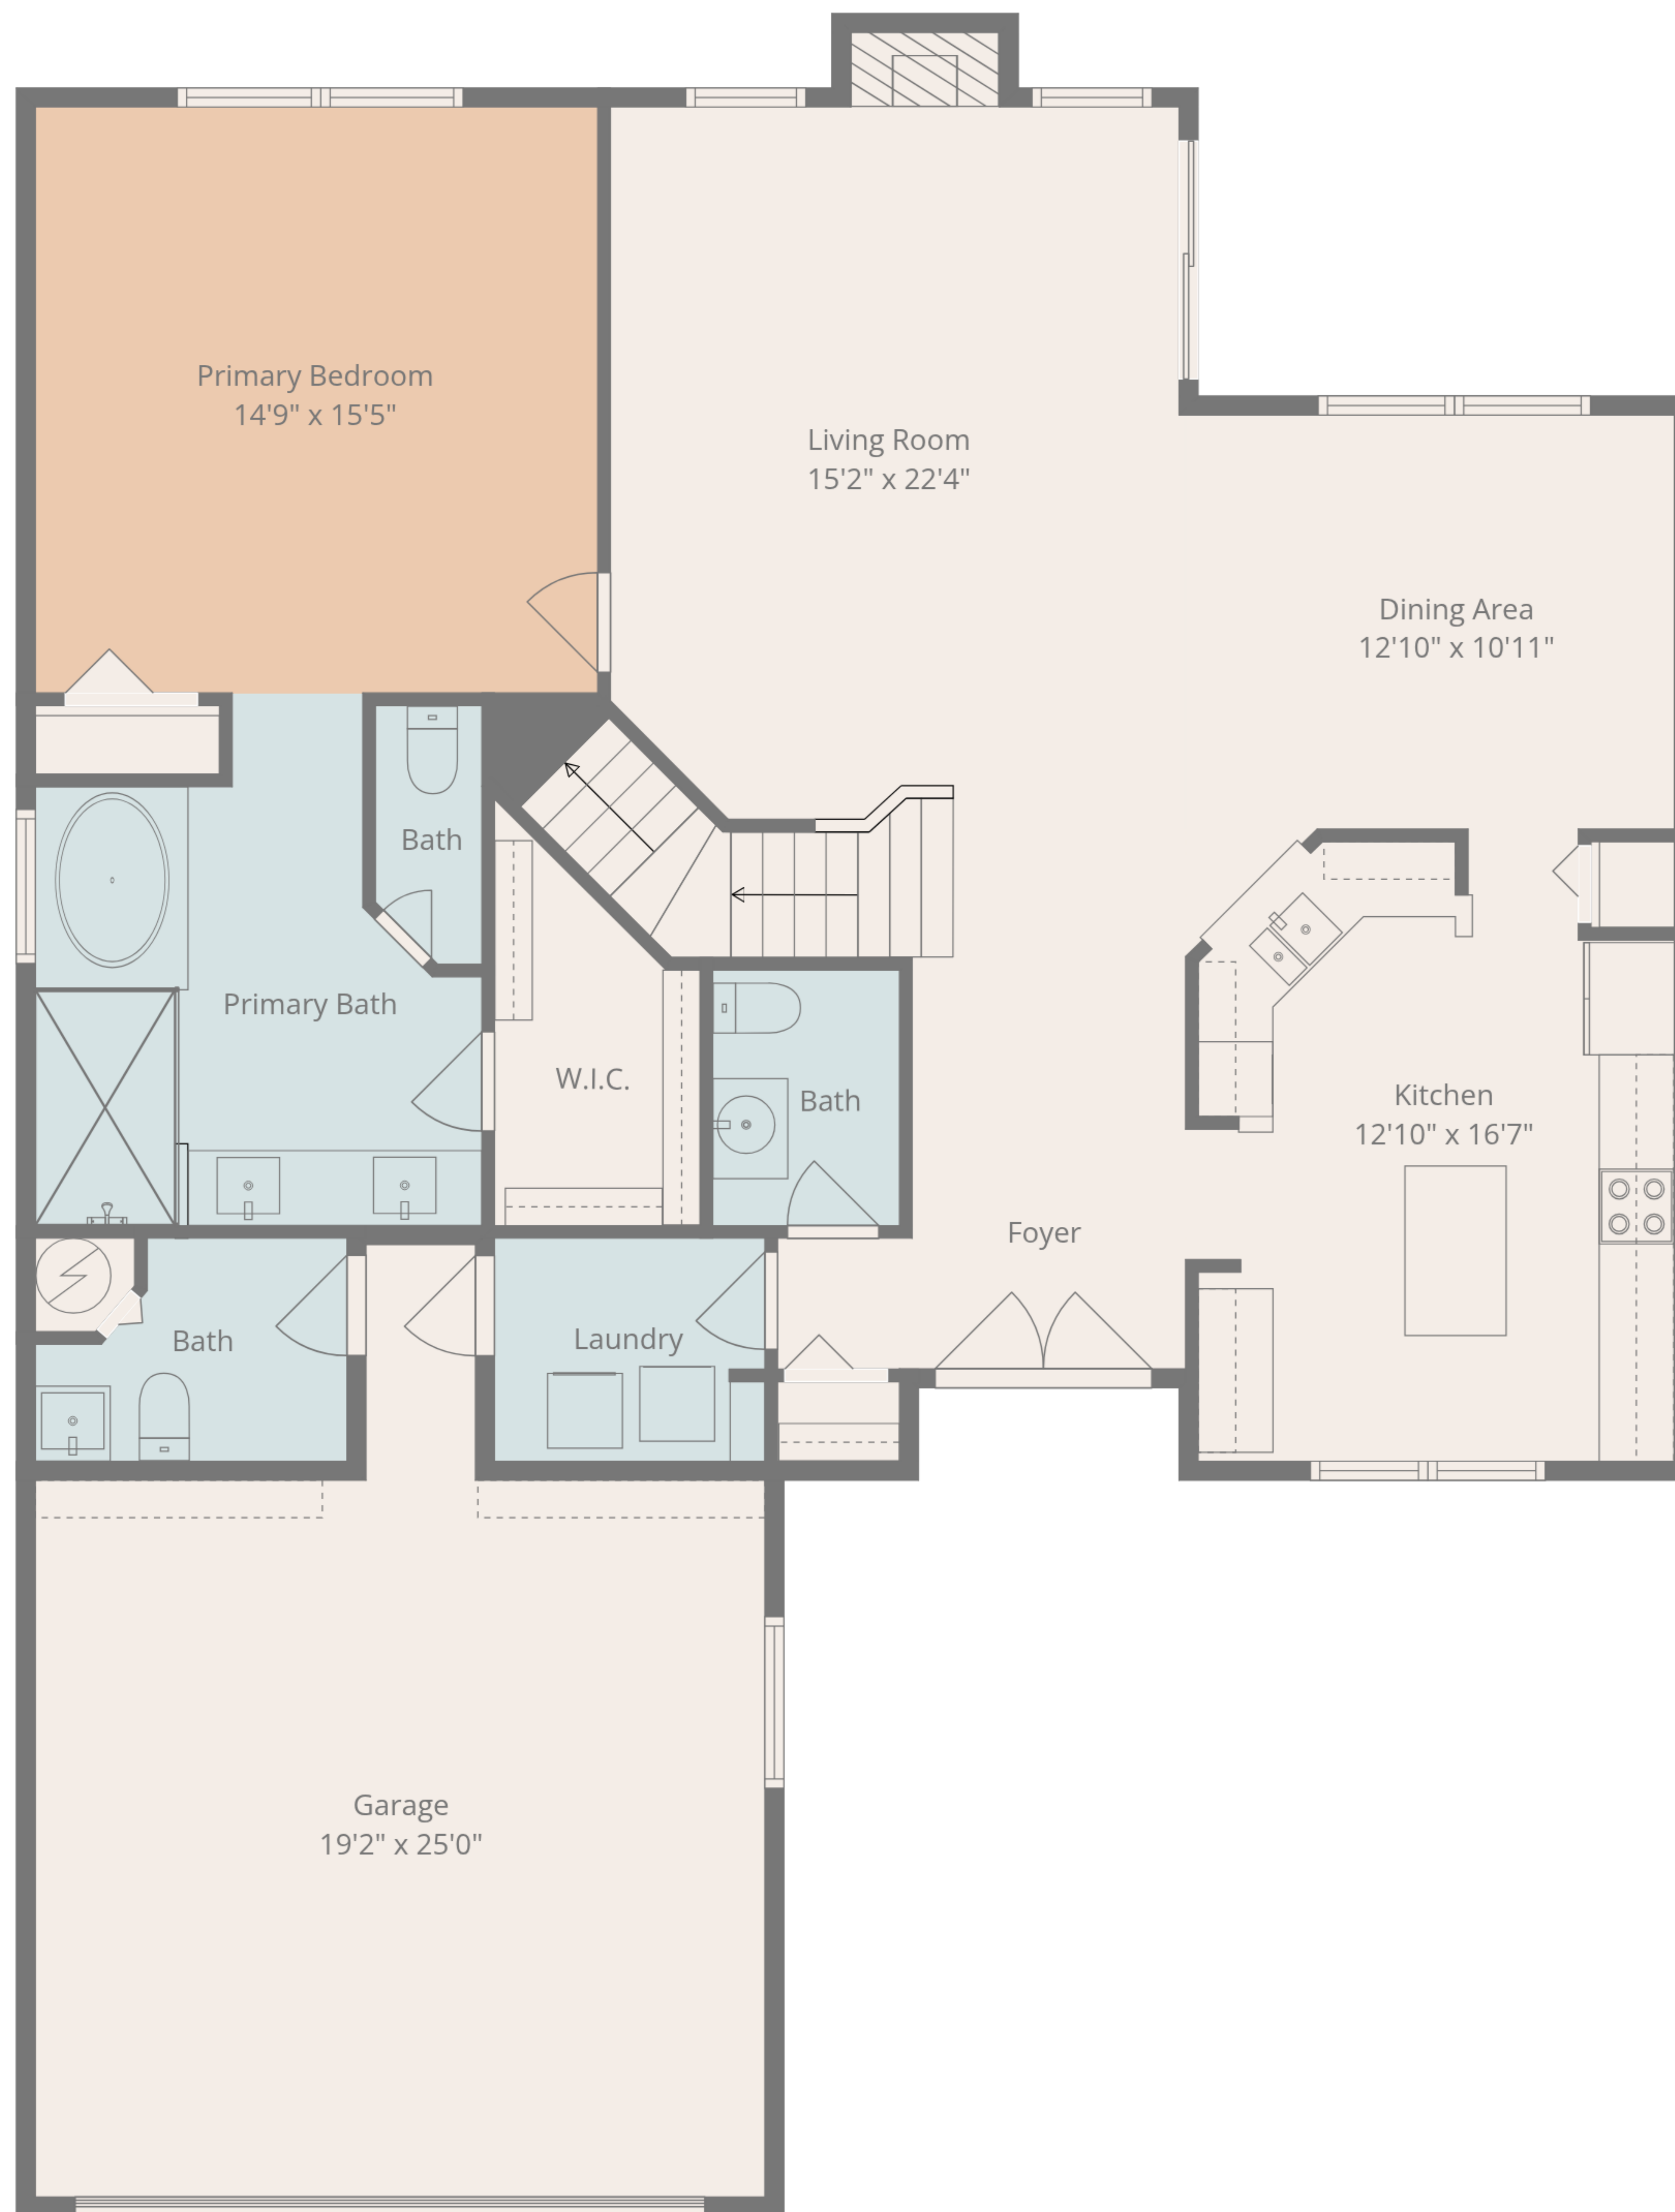 Primary Bedroom
14'9" x 15'5"
Living Room
15'2" x 22'4"
Dining Area
12'10" x 10'11"
Bath
Primary Bath
W.I.C.
Bath
Kitchen
12'10" x 16'7"
Foyer
Bath
Laundry
Garage
19'2" x 25'0"